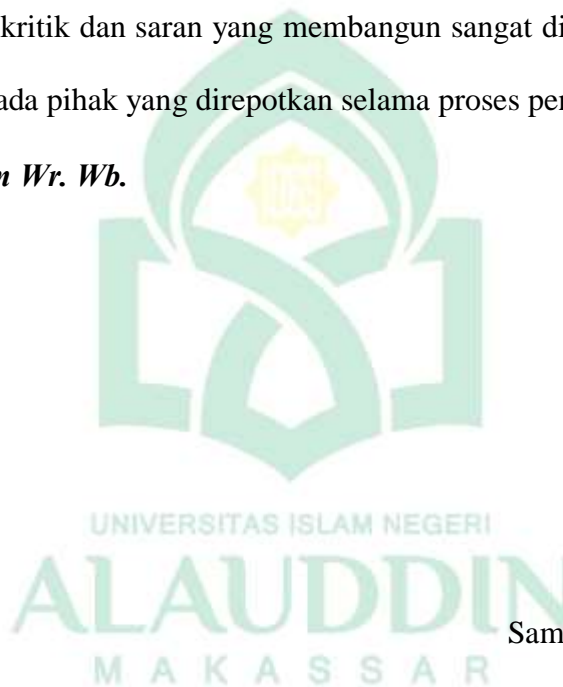 kritik dan saran yang membangun sangat di
ada pihak yang direpotkan selama proses per
Wr. Wb.
UNIVERSITAS ISLAM NEGERI
ALAUDDIN
Sam
M A K A S S A R